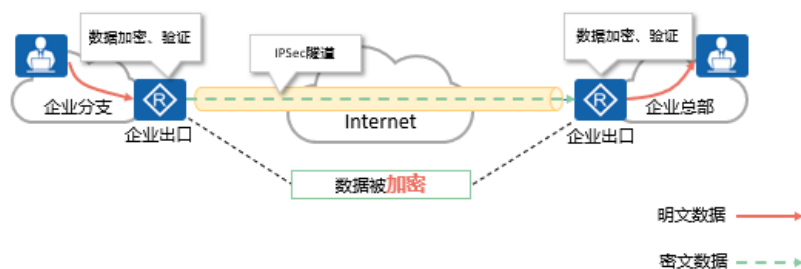 数据加密、验证
IPSec隧道
数据加密、验证
企业分支
R
企业出口
Internet
R
企业总部
企业出口
数据被加密
明文数据
密文数据